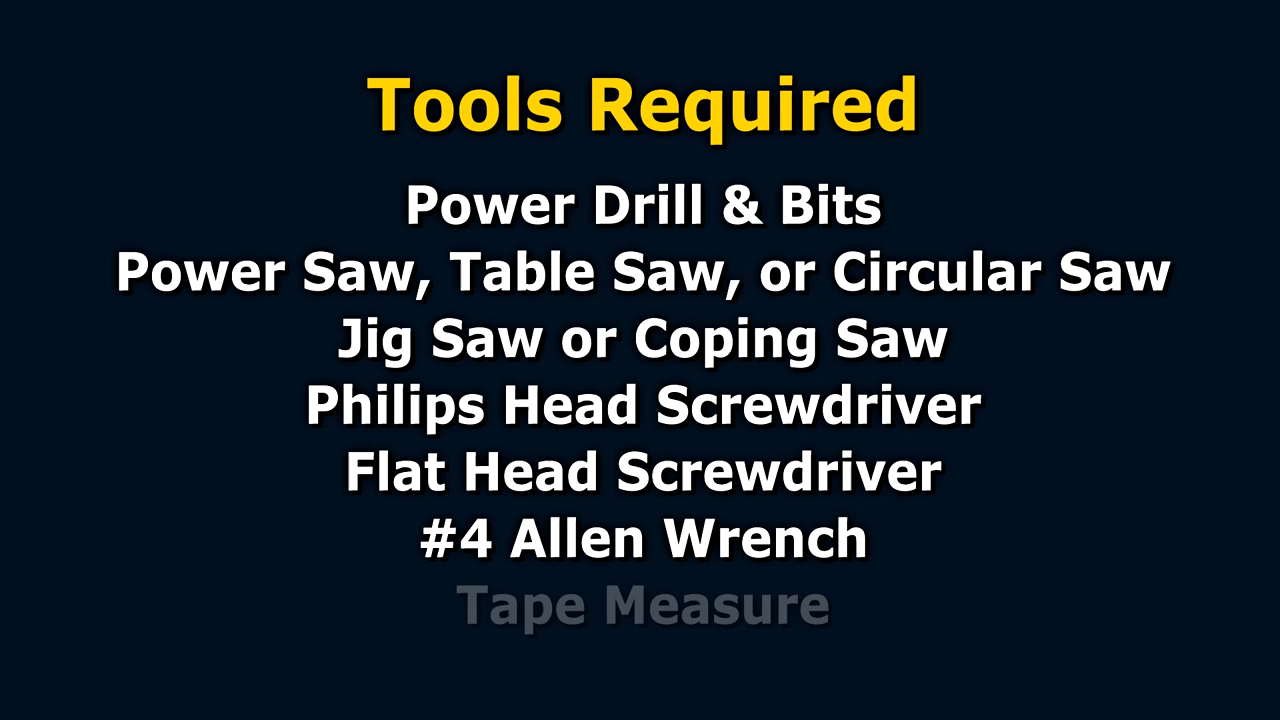 Tools Required
Power Drill & Bits
Power Saw, Table Saw, or Circular Saw
Jig Saw or Coping Saw
Philips Head Screwdriver
Flat Head Screwdriver
#4 Allen Wrench
Tape Measure